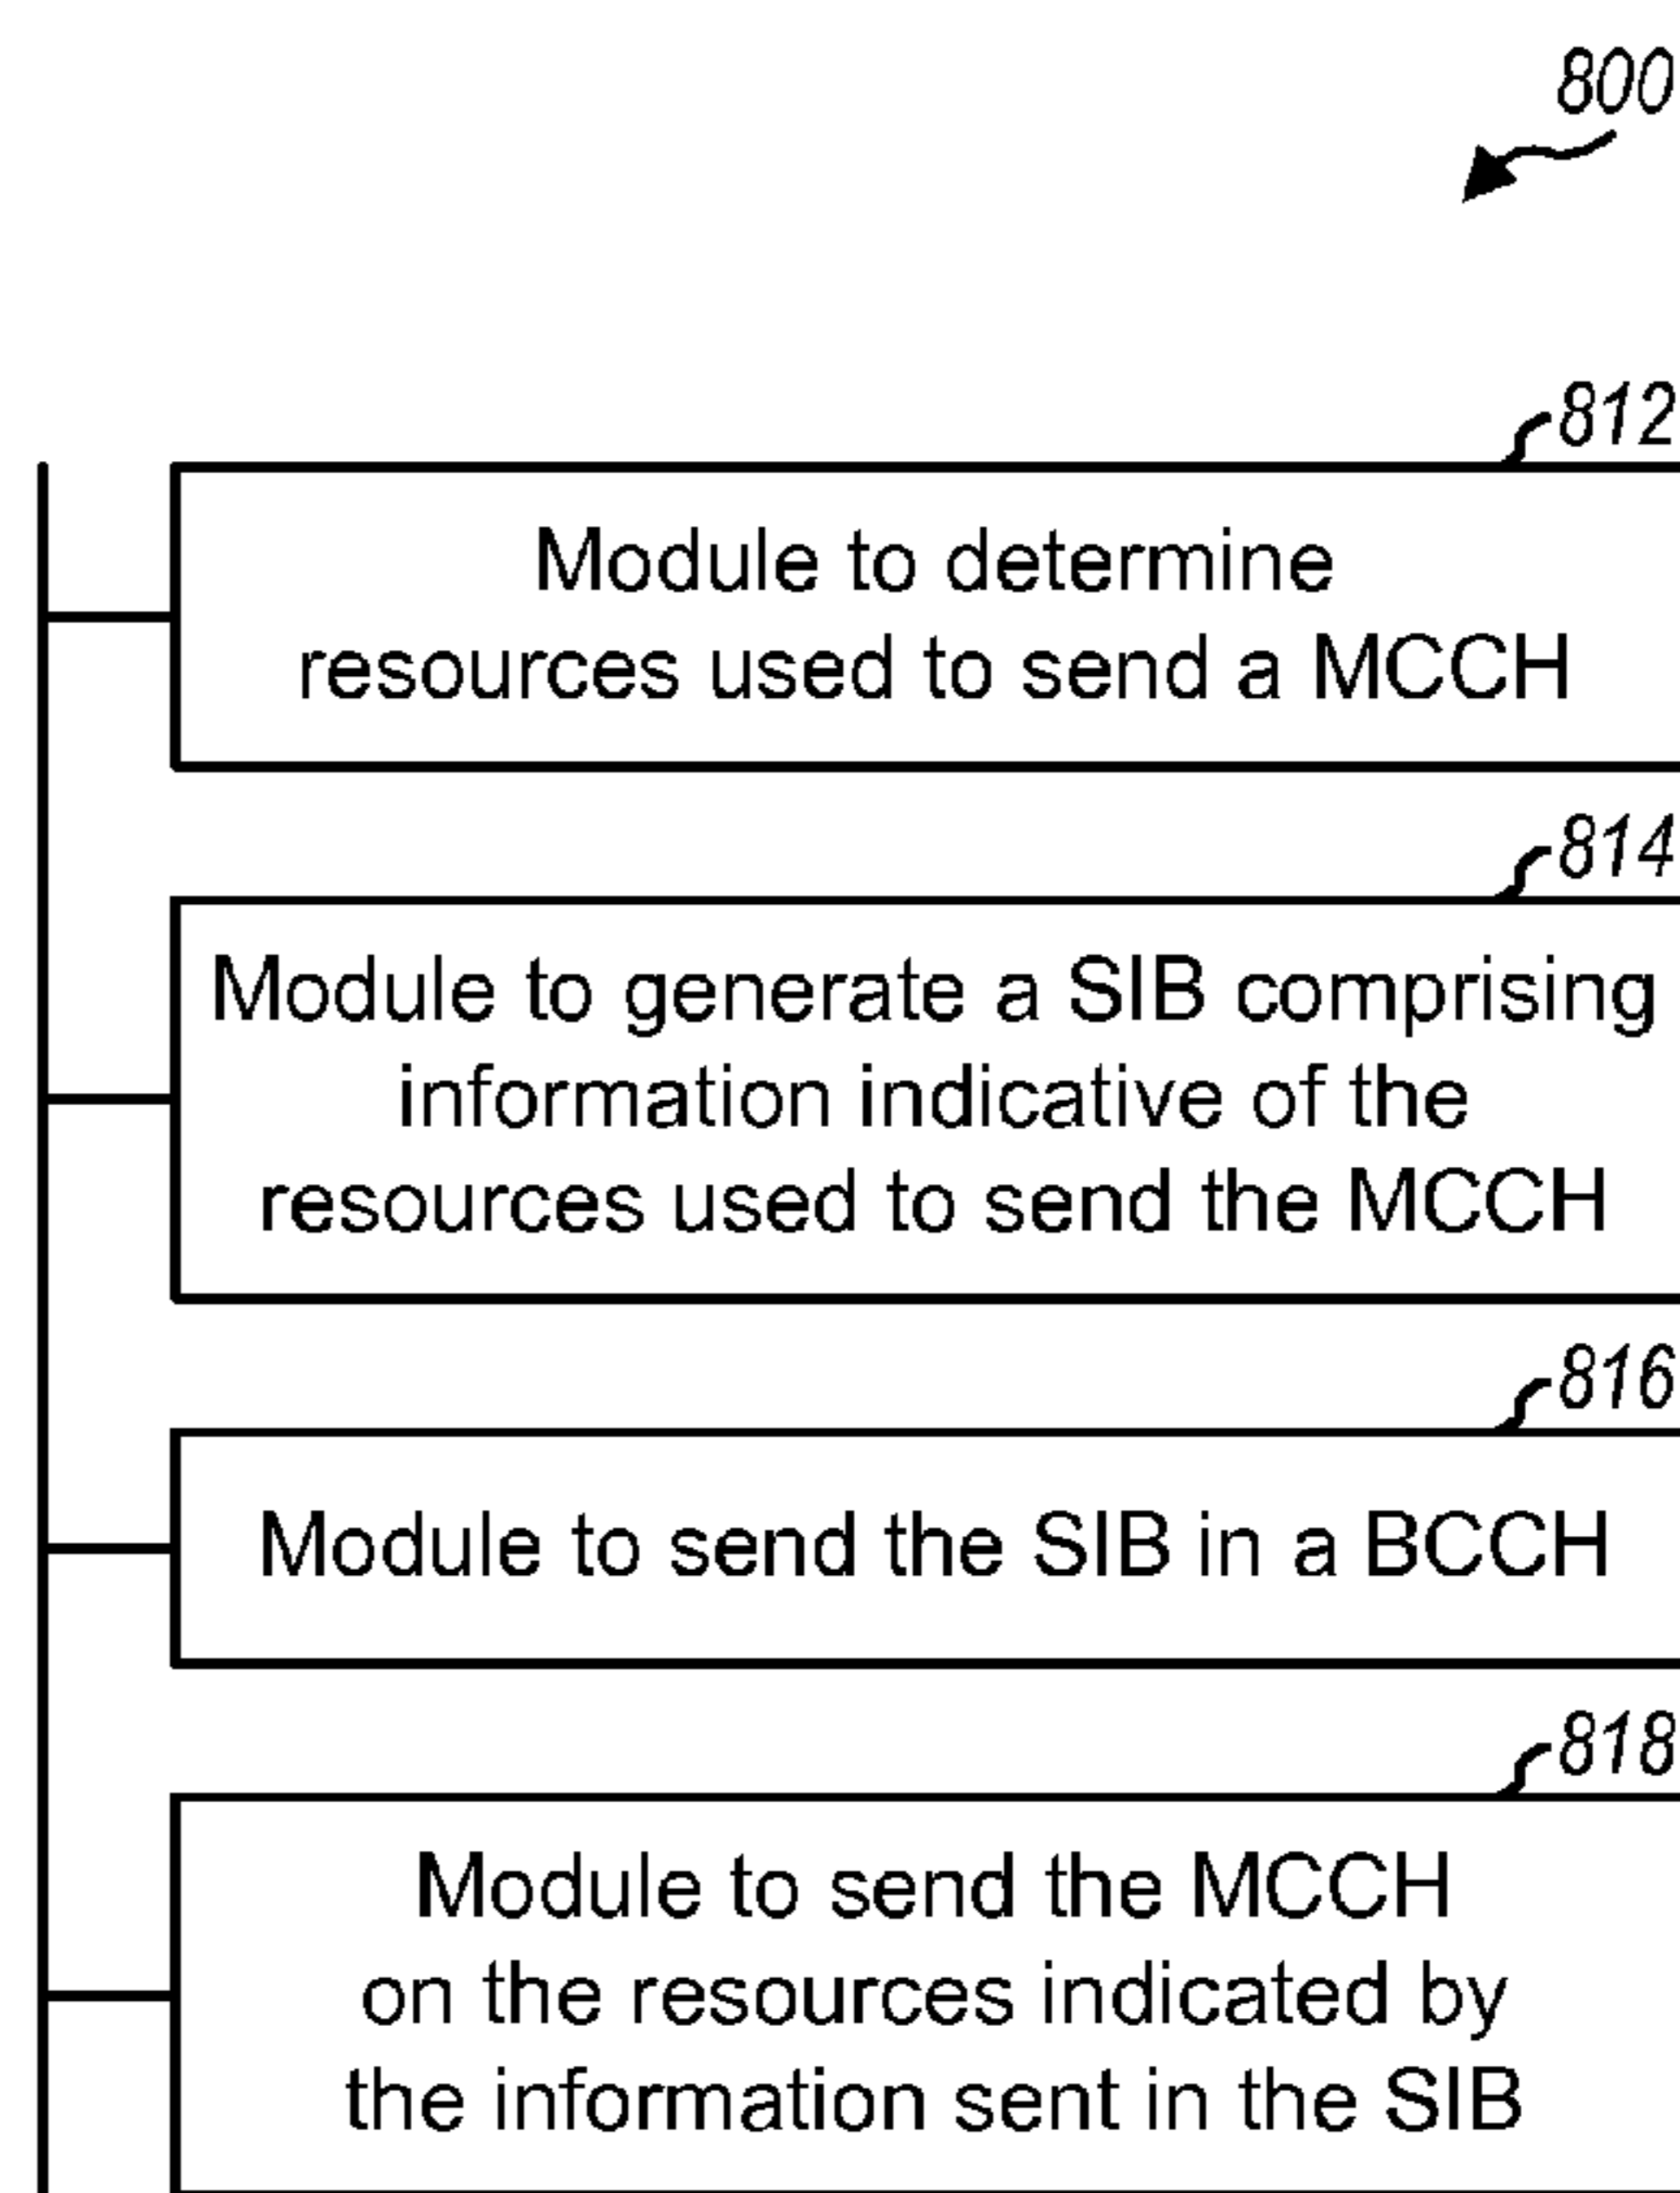 800
812
Module to determine
resources used to send a MCCH
814
Module to generate a SIB comprising
information indicative of the
resources used to send the MCCH
816
Module to send the SIB in a BCCH
818
Module to send the MCCH
on the resources indicated by
the information sent in the SIB